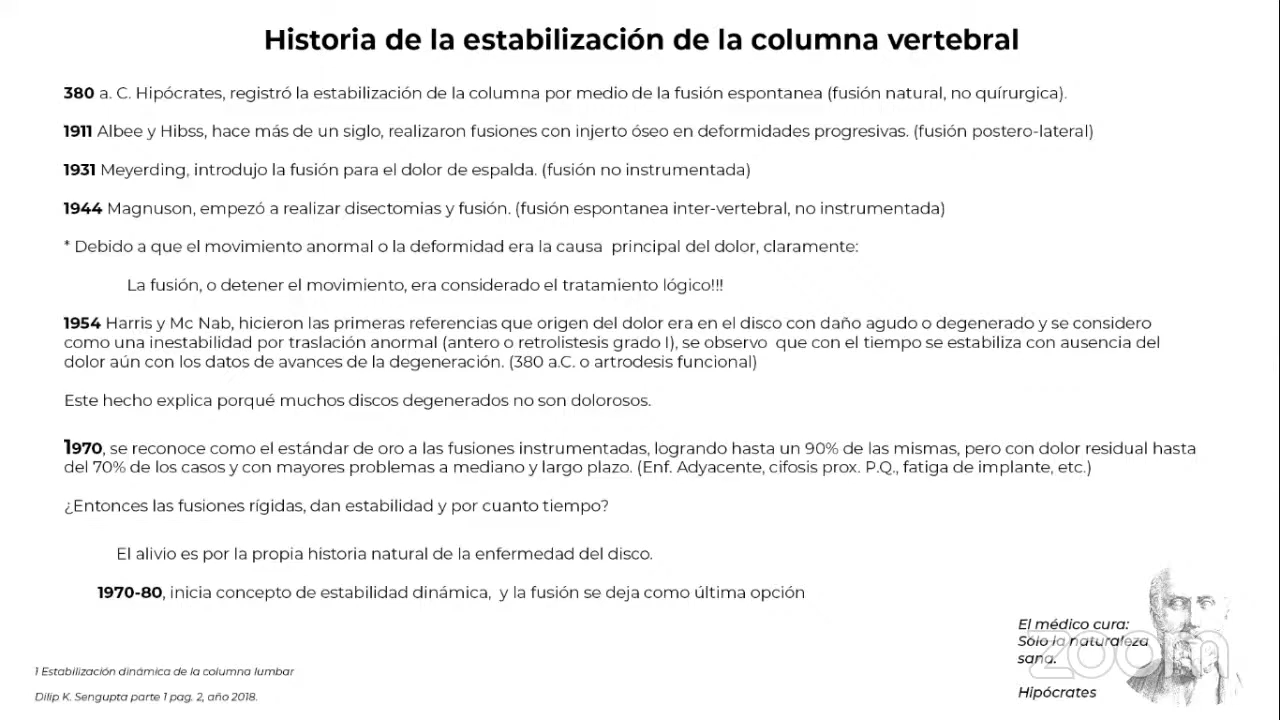 Historia de la estabilización de la columna vertebral
380 a. C. Hipócrates, registró la estabilización de la columna por medio de la fusión espontanea (fusión natural, no quírurgica).
1911 Albee y Hibss, hace más de un siglo, realizaron fusiones con injerto óseo en deformidades progresivas. (fusión postero-lateral)
1931 Meyerding, introdujo la fusión para el dolor de espalda. (fusión no instrumentada)
1944 Magnuson, empezó a realizar disectomias y fusión. (fusión espontanea inter-vertebral, no instrumentada)
* Debido a que el movimiento anormal o la deformidad era la causa principal del dolor, claramente:
La fusión, o detener el movimiento, era considerado el tratamiento lógico!!!
1954 Harris y Mc Nab, hicieron las primeras referencias que origen del dolor era en el disco con daño agudo o degenerado y se considero
como una inestabilidad por traslación anormal (antero o retrolistesis grado I), se observo que con el tiempo se estabiliza con ausencia del
dolor aún con los datos de avances de la degeneración. (380 a.C. o artrodesis funcional)
Este hecho explica porqué muchos discos degenerados no son dolorosos.
1970, se reconoce como el estándar de oro a las fusiones instrumentadas, logrando hasta un 90% de las mismas, pero con dolor residual hasta
del 70% de los casos y con mayores problemas a mediano y largo plazo. (Enf. Adyacente, cifosis prox. P.Q., fatiga de implante, etc.)
¿Entonces las fusiones rígidas, dan estabilidad y por cuanto tiempo?
El alivio es por la propia historia natural de la enfermedad del disco.
1970-80, inicia concepto de estabilidad dinámica, y la fusión se deja como última opción
El médico cura:
Sólo la naturaleza
sana.
Hipócrates
zoom
1 Estabilización dinámica de la columna lumbar
Dilip K. Sengupta parte 1 pag. 2, año 2018.